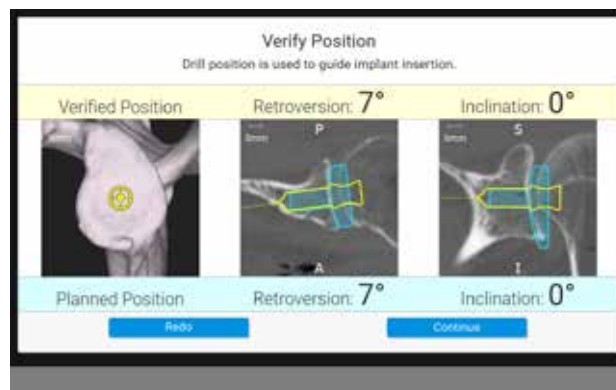 Verify Position
Drill position is used to guide implant insertion.
Verified Position Retroversion: 7° Inclination: 0°
P S
A I
Planned Position Retroversion: 7° Inclination: 0°
Redo Continue